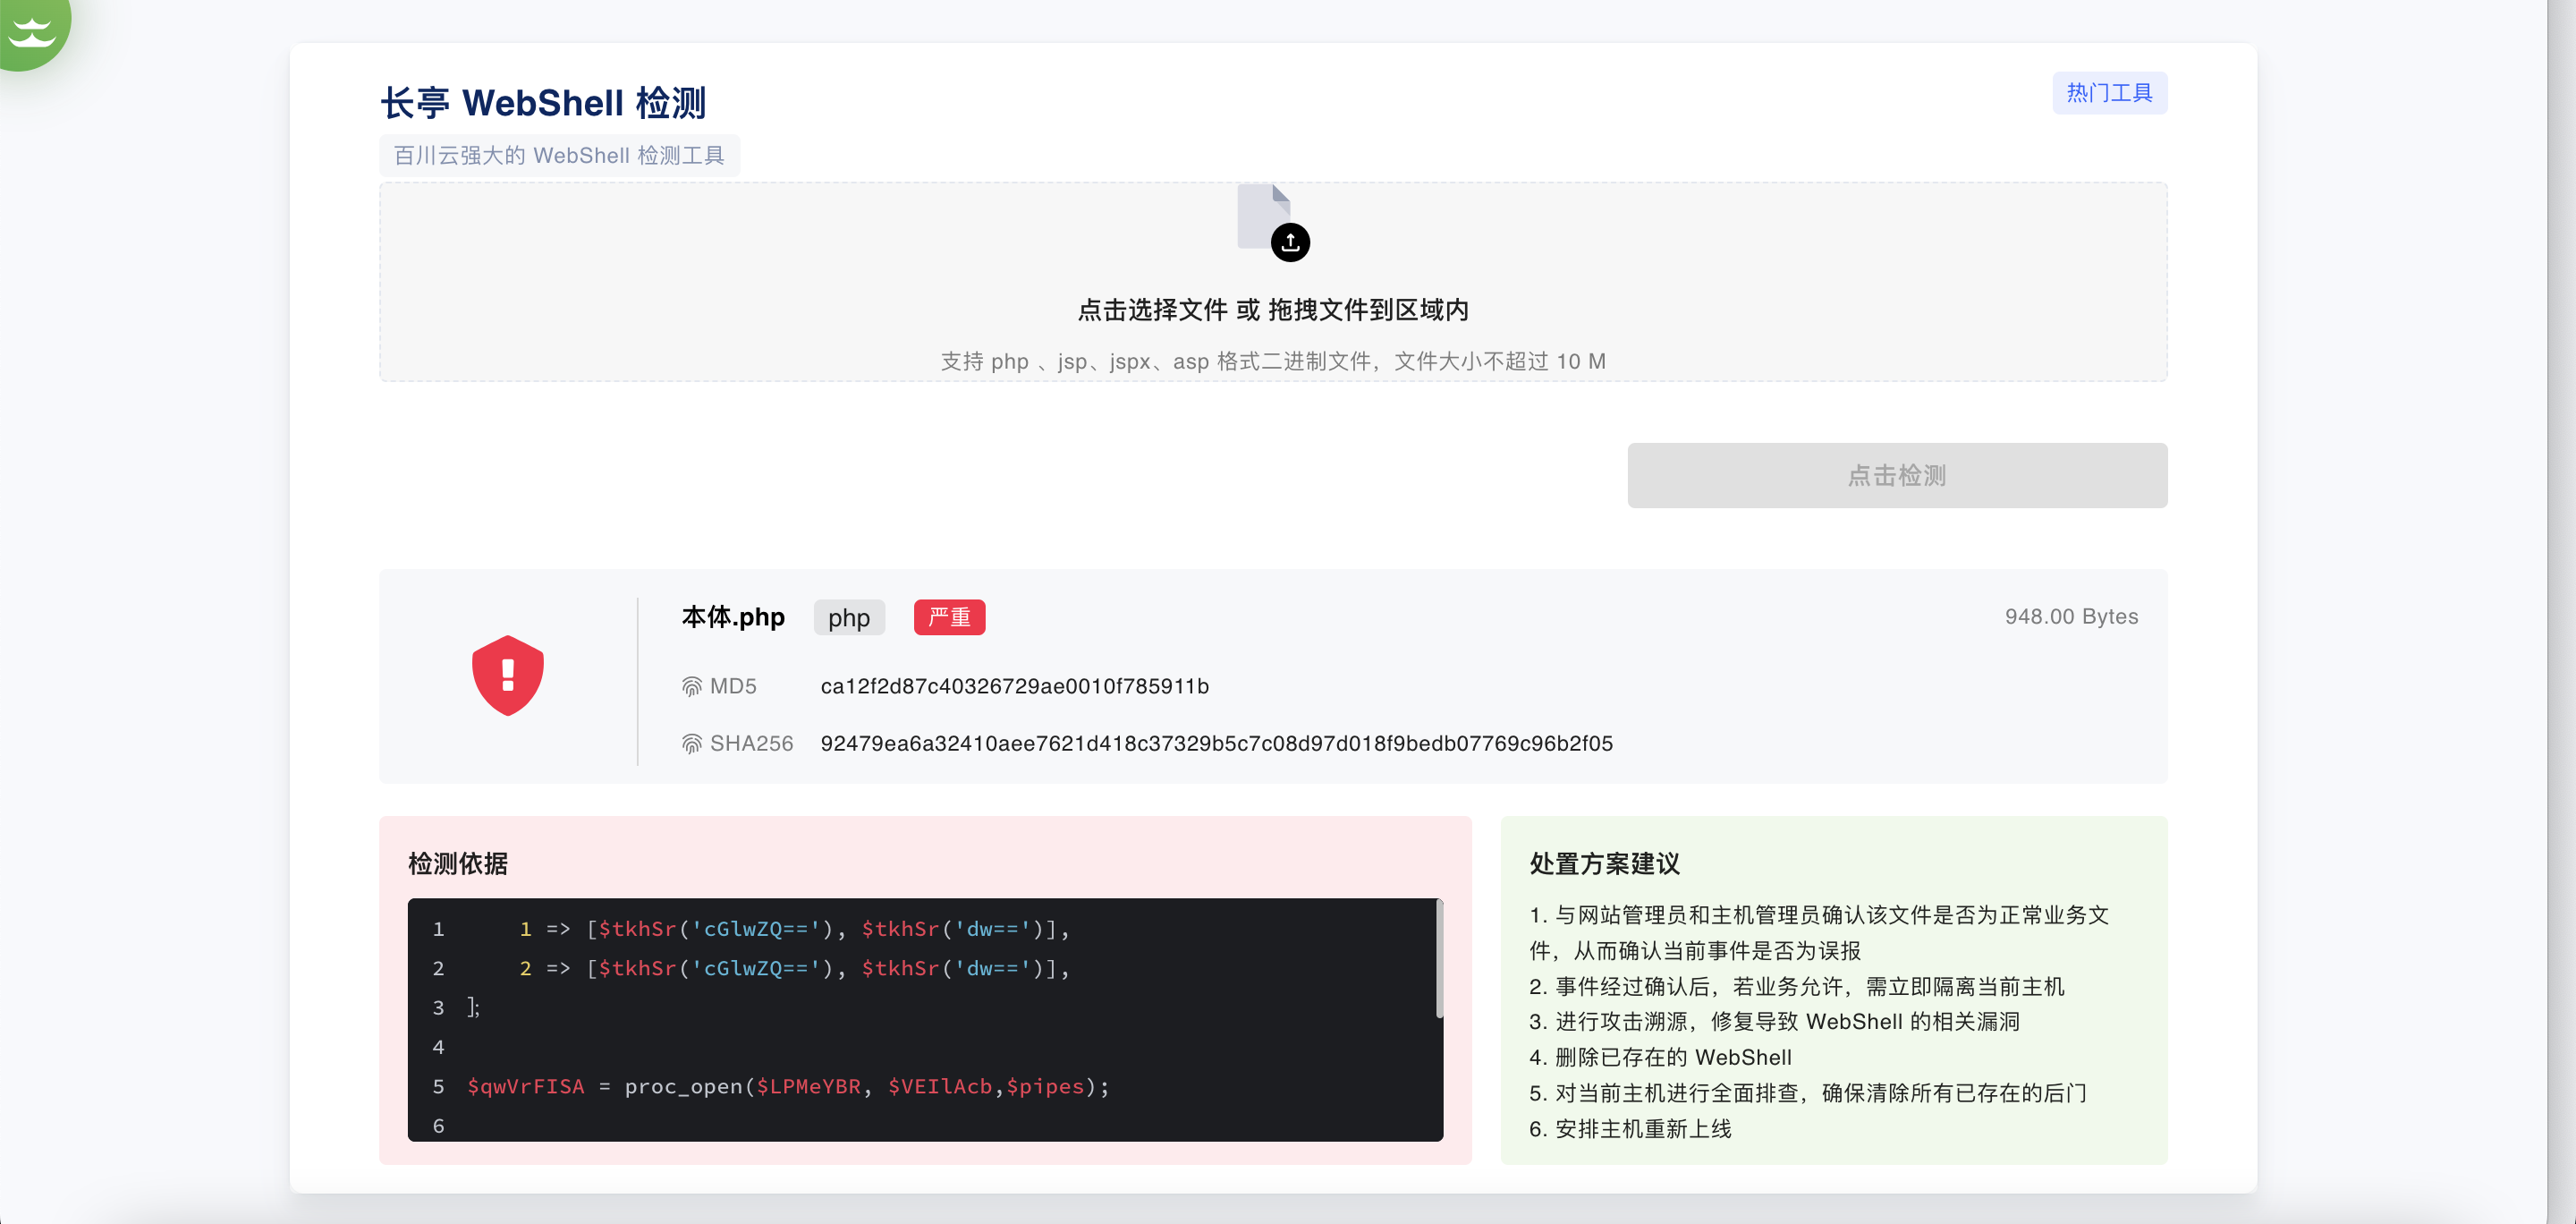 长亭 WebShell 检测
热门工具
百川云强大的 WebShell 检测工具
点击选择文件 或 拖拽文件到区域内
支持 php 、jsp、jspx、asp 格式二进制文件，文件大小不超过 10 M
点击检测
本体.php php 严重 948.00 Bytes
MD5 ca12f2d87c40326729ae0010f785911b
SHA256 92479ea6a32410aee7621d418c37329b5c7c08d97d018f9bedb07769c96b2f05
检测依据
1     1 => [$tkhSr('cGlwZQ=='), $tkhSr('dw==')],
2     2 => [$tkhSr('cGlwZQ=='), $tkhSr('dw==')],
3 ];
4
5 $qwVrFISA = proc_open($LPMeYBR, $VEIlAcb,$pipes);
6
处置方案建议
1. 与网站管理员和主机管理员确认该文件是否为正常业务文
件，从而确认当前事件是否为误报
2. 事件经过确认后，若业务允许，需立即隔离当前主机
3. 进行攻击溯源，修复导致 WebShell 的相关漏洞
4. 删除已存在的 WebShell
5. 对当前主机进行全面排查，确保清除所有已存在的后门
6. 安排主机重新上线